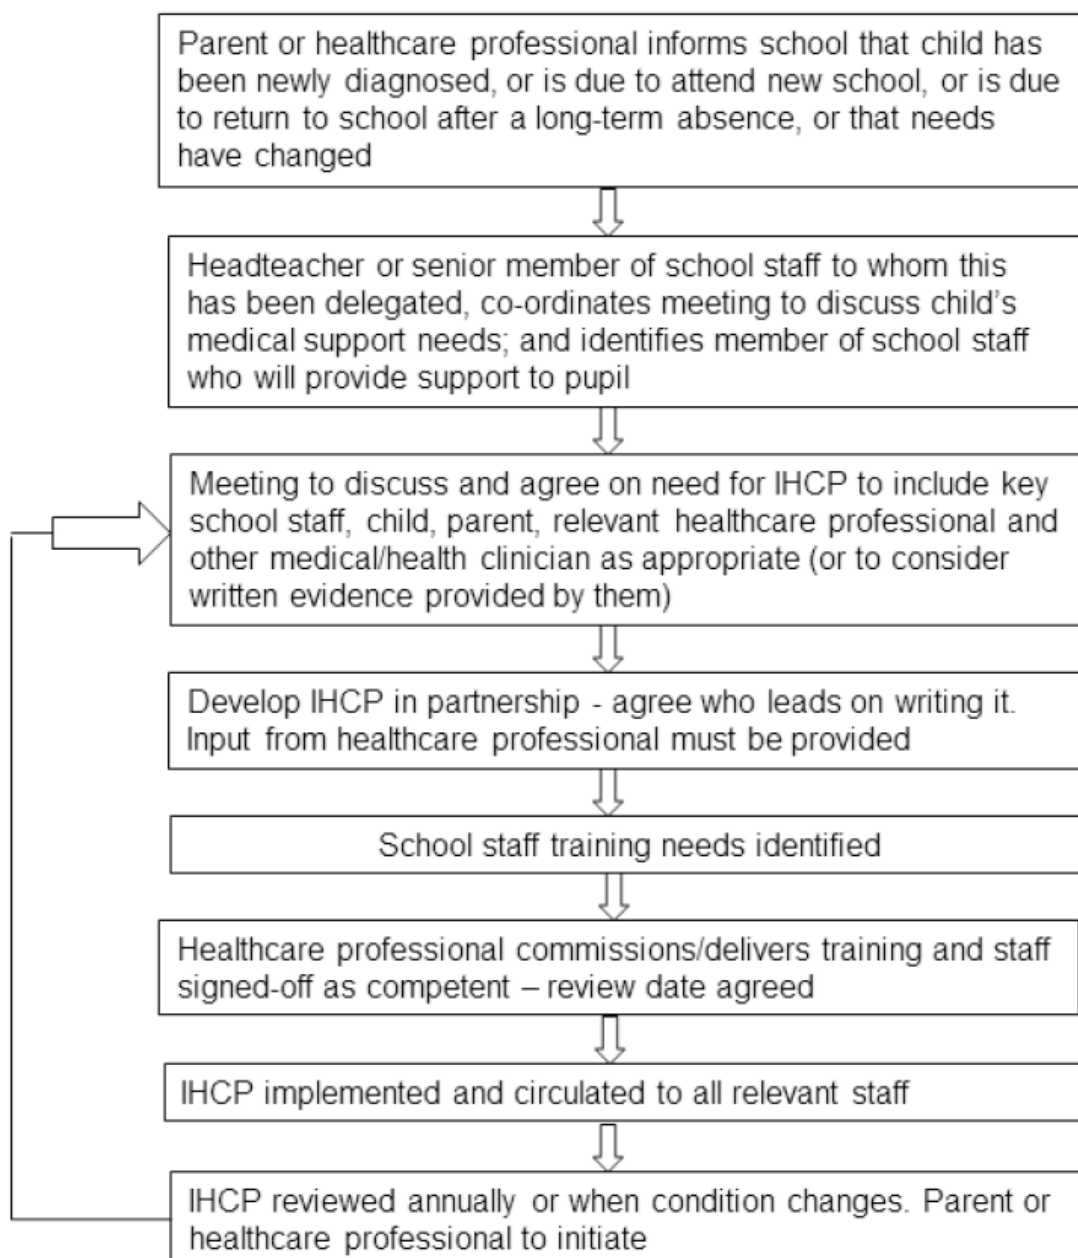 Parent or healthcare professional informs school that child has
been newly diagnosed, or is due to attend new school, or is due
to return to school after a long-term absence, or that needs
have changed
Headteacher or senior member of school staff to whom this
has been delegated, co-ordinates meeting to discuss child's
medical support needs; and identifies member of school staff
who will provide support to pupil
Meeting to discuss and agree on need for IHCP to include key
school staff, child, parent, relevant healthcare professional and
other medical/health clinician as appropriate (or to consider
written evidence provided by them)
Develop IHCP in partnership - agree who leads on writing it.
Input from healthcare professional must be provided
School staff training needs identified
Healthcare professional commissions/delivers training and staff
signed-off as competent – review date agreed
IHCP implemented and circulated to all relevant staff
IHCP reviewed annually or when condition changes. Parent or
healthcare professional to initiate